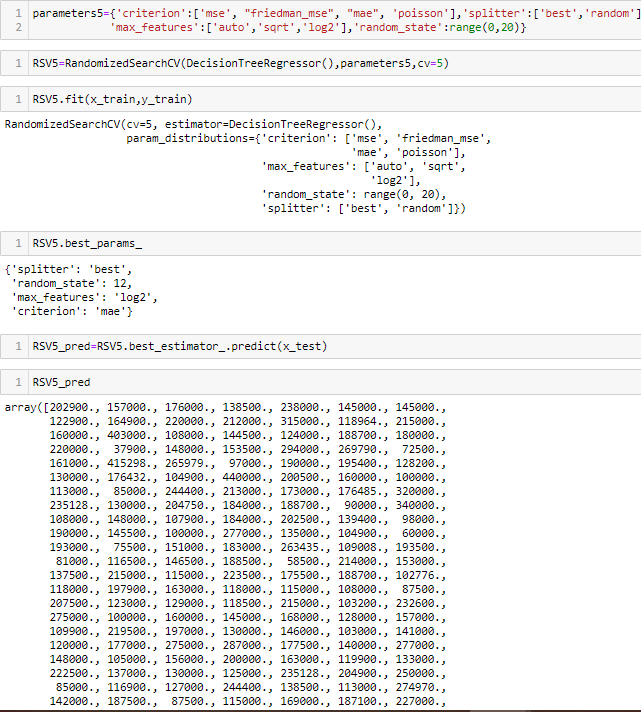 1 parameters5={'criterion':['mse', "friedman_mse", "mae", 'poisson'],'splitter':['best','random']
2 'max_features':['auto','sqrt','log2'],'random_state':range(0,20)}
1 RSV5=RandomizedSearchCV(DecisionTreeRegressor(),parameters5,cv=5)
1 RSV5.fit(x_train,y_train)
RandomizedSearchCV(cv=5, estimator=DecisionTreeRegressor(),
param_distributions={'criterion': ['mse', 'friedman_mse',
'mae', 'poisson'],
'max_features': ['auto', 'sqrt',
'log2'],
'random_state': range(0, 20),
'splitter': ['best', 'random']})
1 RSV5.best_params_
{'splitter': 'best',
'random_state': 12,
'max_features': 'log2',
'criterion': 'mae'}
1 RSV5_pred=RSV5.best_estimator_.predict(x_test)
1 RSV5_pred
array([202900., 157000., 176000., 138500., 238000., 145000., 145000.,
122900., 164900., 220000., 212000., 315000., 118964., 215000.,
160000., 403000., 108000., 144500., 124000., 188700., 180000.,
220000., 37900., 148000., 153500., 294000., 269790., 72500.,
161000., 415298., 265979., 97000., 190000., 195400., 128200.,
130000., 176432., 104900., 440000., 200500., 160000., 100000.,
113000., 85000., 244400., 213000., 173000., 176485., 320000.,
235128., 130000., 204750., 184000., 188700., 90000., 340000.,
108000., 148000., 107900., 184000., 202500., 139400., 98000.,
190000., 145500., 100000., 277000., 135000., 104900., 60000.,
193000., 75500., 151000., 183000., 263435., 109008., 193500.,
81000., 116500., 146500., 188500., 58500., 214000., 153000.,
137500., 215000., 115000., 223500., 175500., 188700., 102776.,
118000., 197900., 163000., 118000., 115000., 108000., 87500.,
207500., 123000., 129000., 118500., 215000., 103200., 232600.,
275000., 100000., 160000., 145000., 168000., 128000., 157000.,
109900., 219500., 197000., 130000., 146000., 103000., 141000.,
120000., 177000., 275000., 287000., 177500., 140000., 277000.,
148000., 105000., 156000., 200000., 163000., 119900., 133000.,
222500., 137000., 130000., 125000., 235128., 204900., 250000.,
85000., 116900., 127000., 244400., 138500., 113000., 274970.,
142000., 187500., 87500., 115000., 169000., 187100., 227000.,